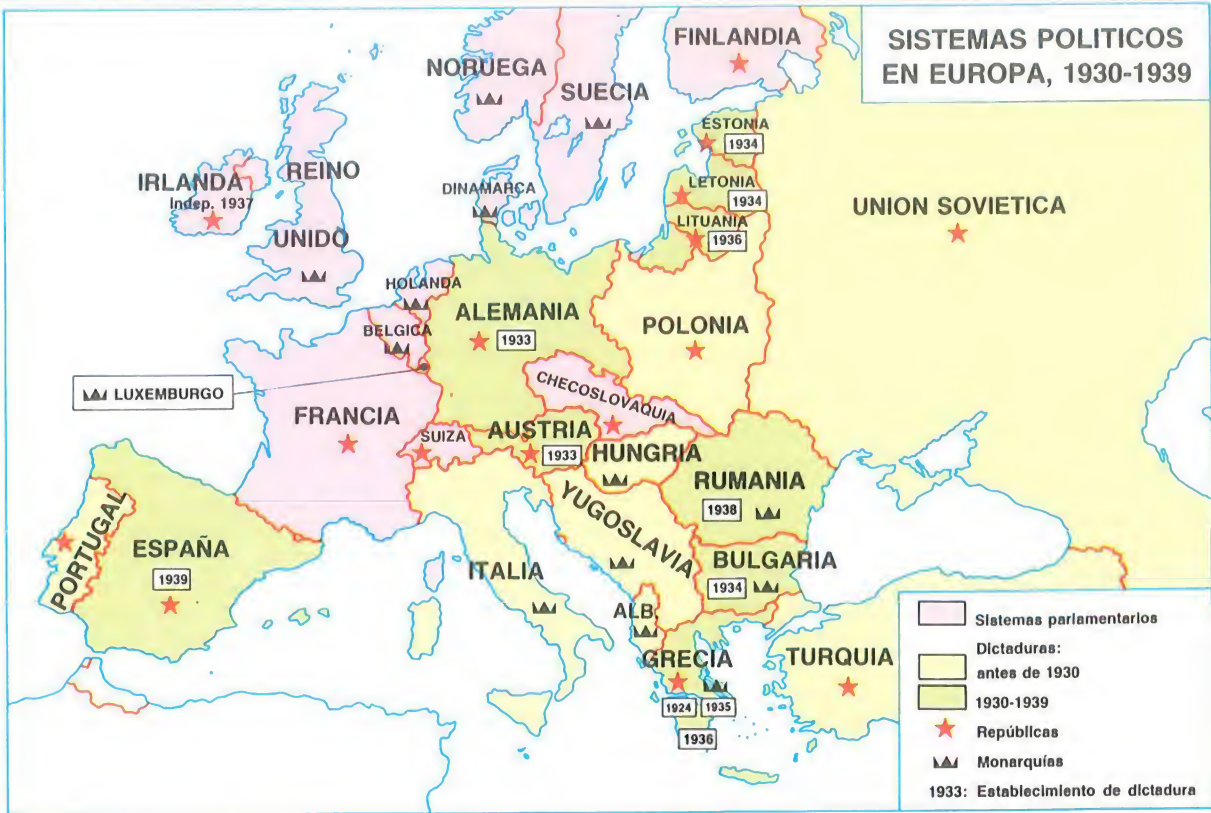 SISTEMAS POLITICOS
EN EUROPA, 1930-1939
FINLANDIA
NORUEGA
SUECIA
ESTONIA
1934
LETONIA
1934
LITUANIA
1936
IRLANDA
Indep. 1937
REINO
UNIDO
DINAMARCA
UNION SOVIETICA
HOLANDA
BELGICA
ALEMANIA
1933
POLONIA
LUXEMBURGO
CHECOSLOVAQUIA
FRANCIA
SUIZA
AUSTRIA
1933
HUNGRIA
RUMANIA
1938
YUGOSLAVIA
PORTUGAL
ESPAÑA
1939
ITALIA
BULGARIA
1934
ALB.
GRECIA
1924
1935
1936
TURQUIA
Sistemas parlamentarios
Dictaduras:
antes de 1930
1930-1939
Repúblicas
Monarquías
1933: Establecimiento de dictadura